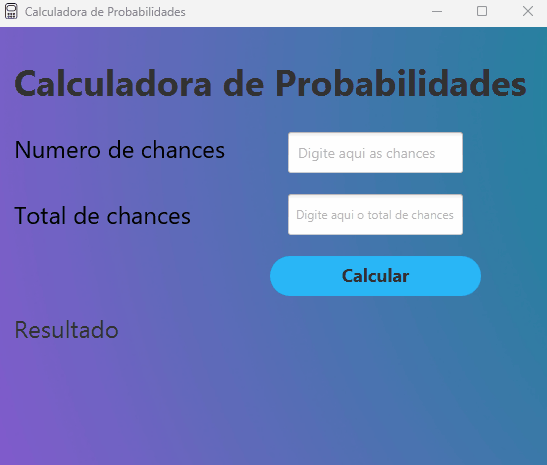 Calculadora de Probabilidades
Calculadora de Probabilidades
Numero de chances
Digite aqui as chances
Total de chances
Digite aqui o total de chances
Calcular
Resultado